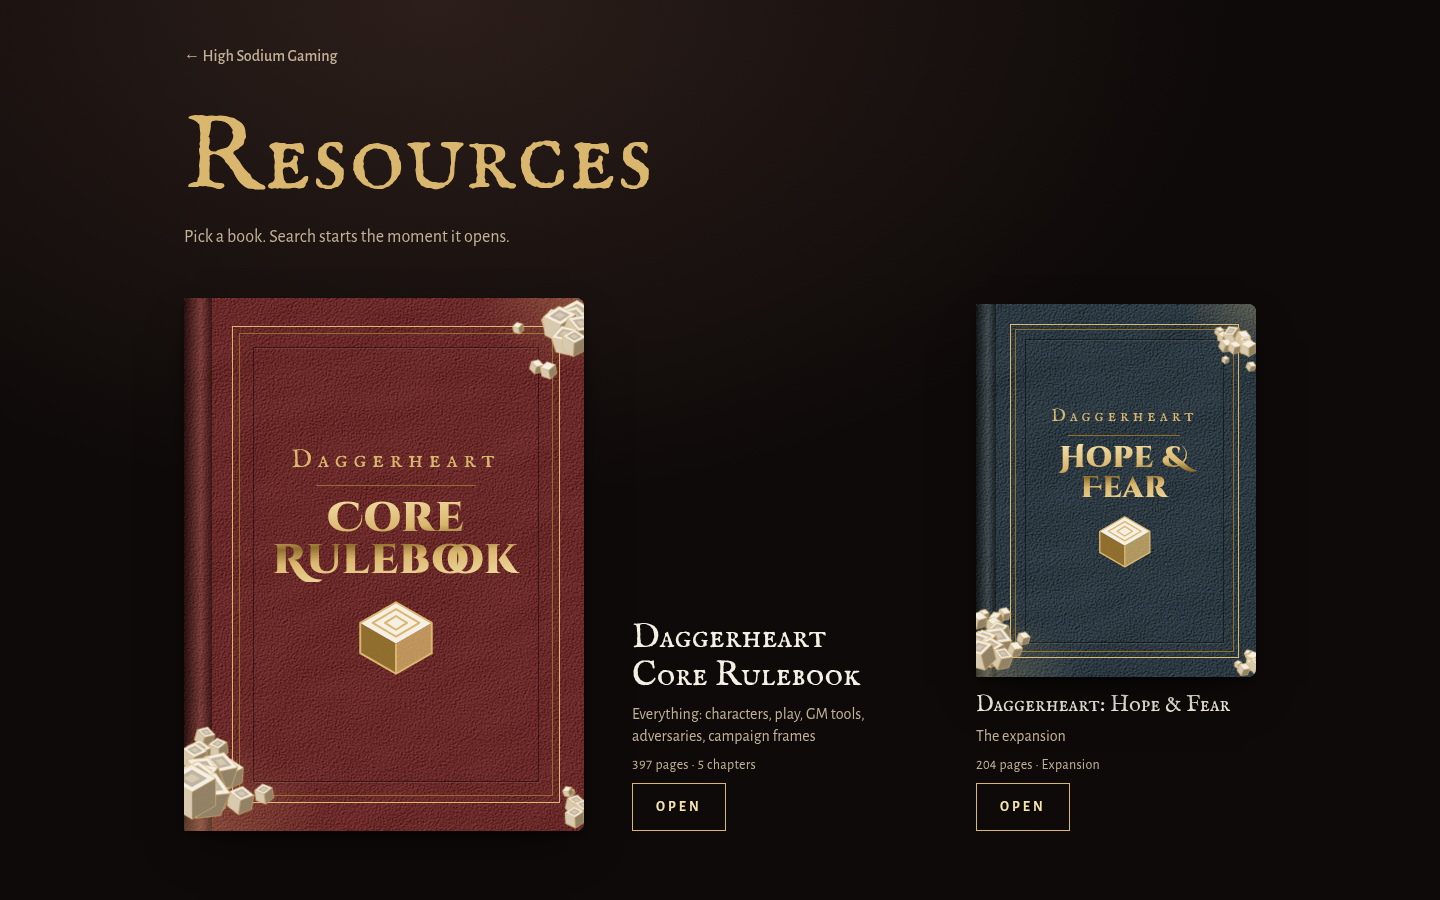 ← High Sodium Gaming
Resources
Pick a book. Search starts the moment it opens.
Daggerheart
Core
Rulebook
Daggerheart
Core Rulebook
Everything: characters, play, GM tools,
adversaries, campaign frames
397 pages · 5 chapters
OPEN
Daggerheart
Hope &
Fear
Daggerheart: Hope & Fear
The expansion
204 pages · Expansion
OPEN